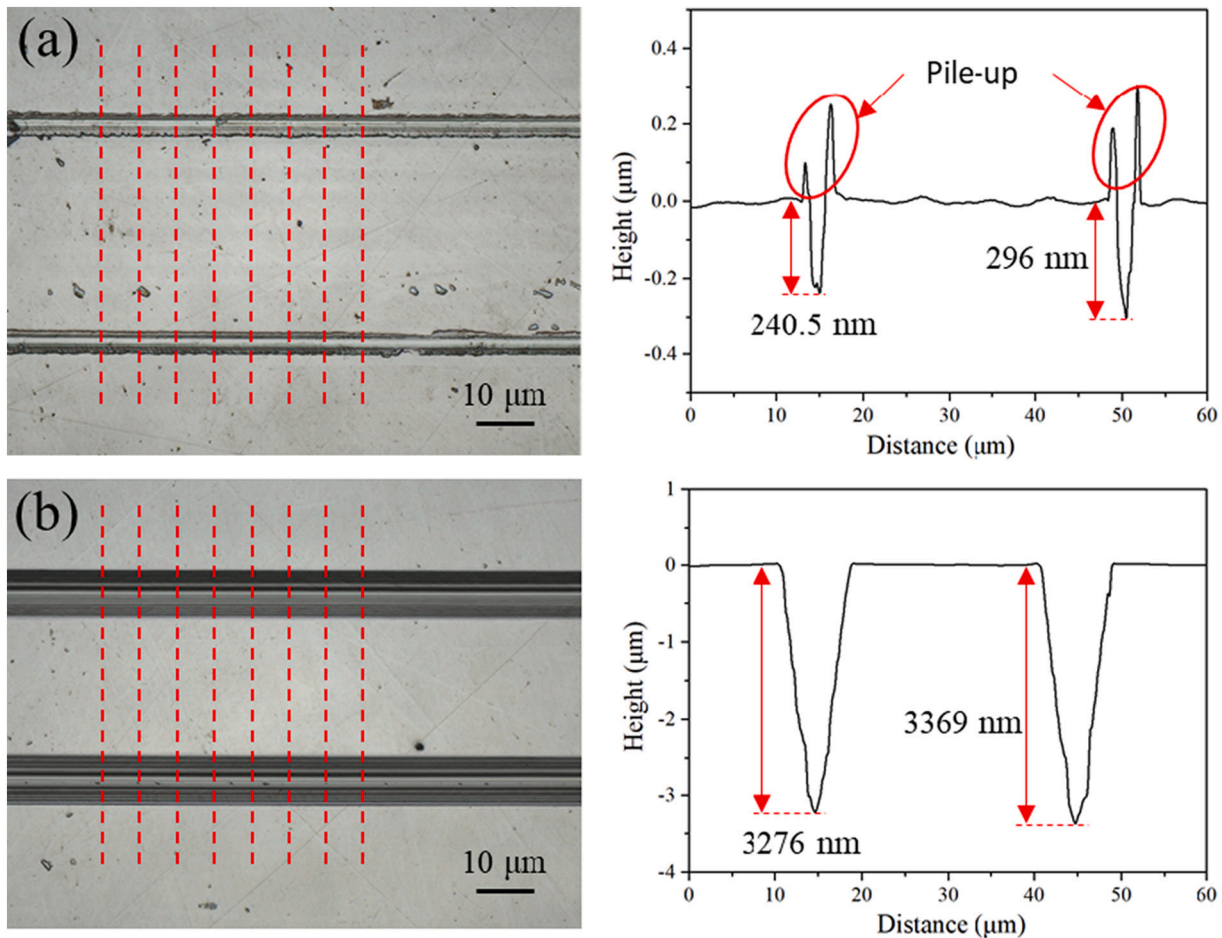 (a)
10 μm
Pile-up
240.5 nm
296 nm
Height (μm)
0.4
0.2
0.0
-0.2
-0.4
0 10 20 30 40 50 60
Distance (μm)
(b)
10 μm
3276 nm
3369 nm
Height (μm)
1
0
-1
-2
-3
-4
0 10 20 30 40 50 60
Distance (μm)